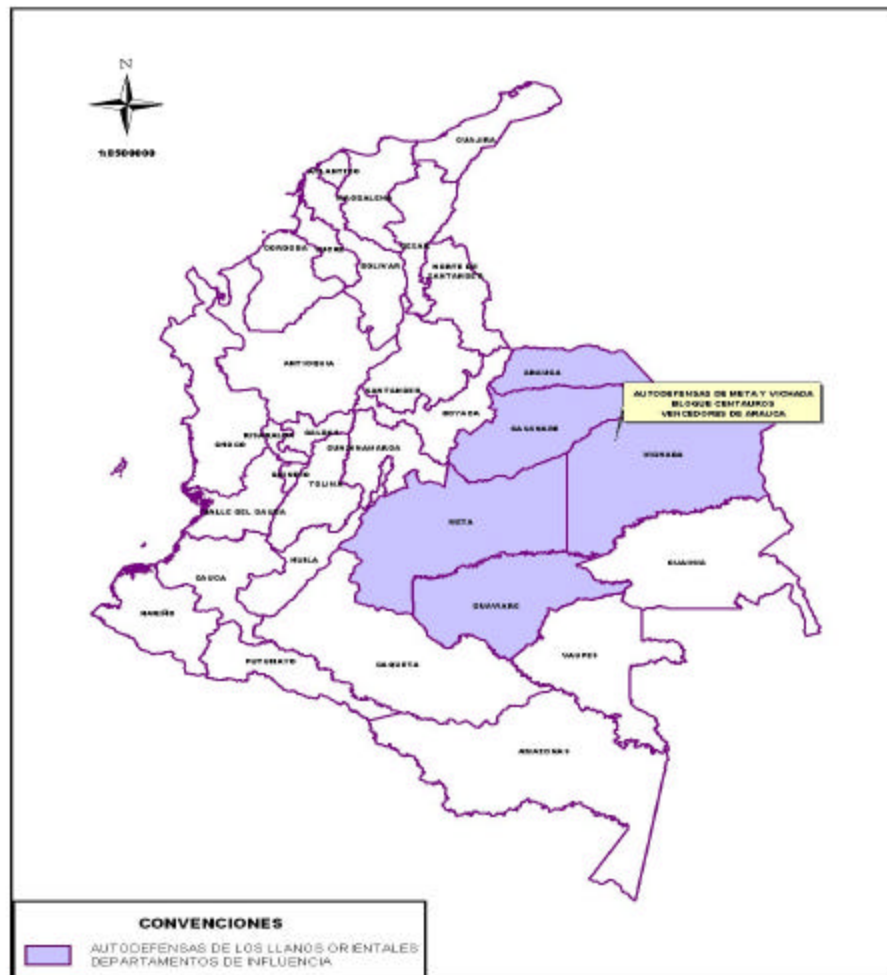 N
1:8500000
GUAJIRA
ATLANTICO
MAGDALENA
CESAR
CORDOBA
SUCRE
BOLIVAR
NORTE DE
SANTANDER
ANTIOQUIA
SANTANDER
ARAUCA
AUTODEFENSAS DE META Y VICHADA
BLOQUE CENTAUROS
VENCEDORES DE ARAUCA
BOYACA
CASANARE
CHOCO
RISARALDA
CALDAS
CUNDINAMARCA
VICHADA
QUINDIO
TOLIMA
VALLE DEL CAUCA
META
HUILA
GUAINIA
CAUCA
GUAVIARE
NARIÑO
PUTUMAYO
CAQUETA
VAUPES
AMAZONAS
CONVENCIONES
AUTODEFENSAS DE LOS LLANOS ORIENTALES
DEPARTAMENTOS DE INFLUENCIA